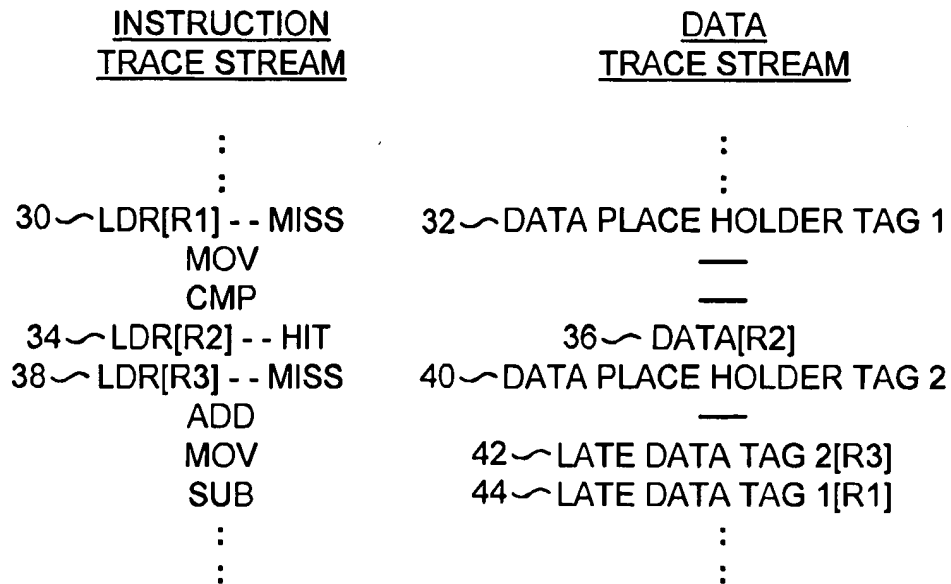 INSTRUCTION TRACE STREAM
DATA TRACE STREAM
30 LDR[R1] - - MISS 32 DATA PLACE HOLDER TAG 1
MOV —
CMP —
34 LDR[R2] - - HIT 36 DATA[R2]
38 LDR[R3] - - MISS 40 DATA PLACE HOLDER TAG 2
ADD —
MOV 42 LATE DATA TAG 2[R3]
SUB 44 LATE DATA TAG 1[R1]